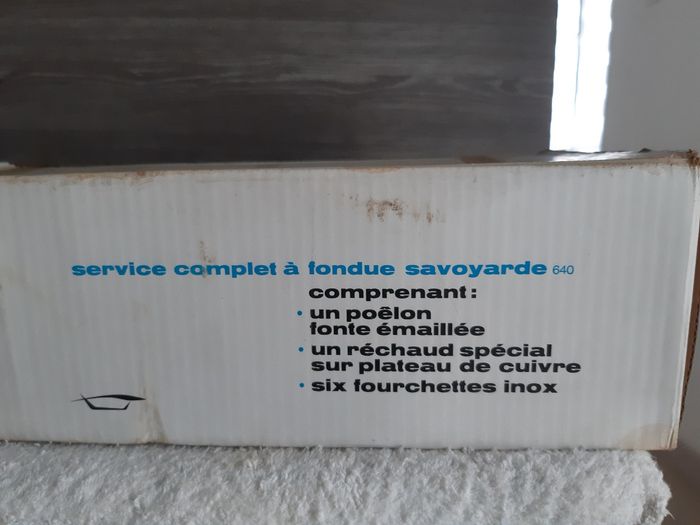 service complet à fondue savoyarde 640
comprenant:
• un poêlon
fonte émaillée
• un réchaud spécial
sur plateau de cuivre
• six fourchettes inox